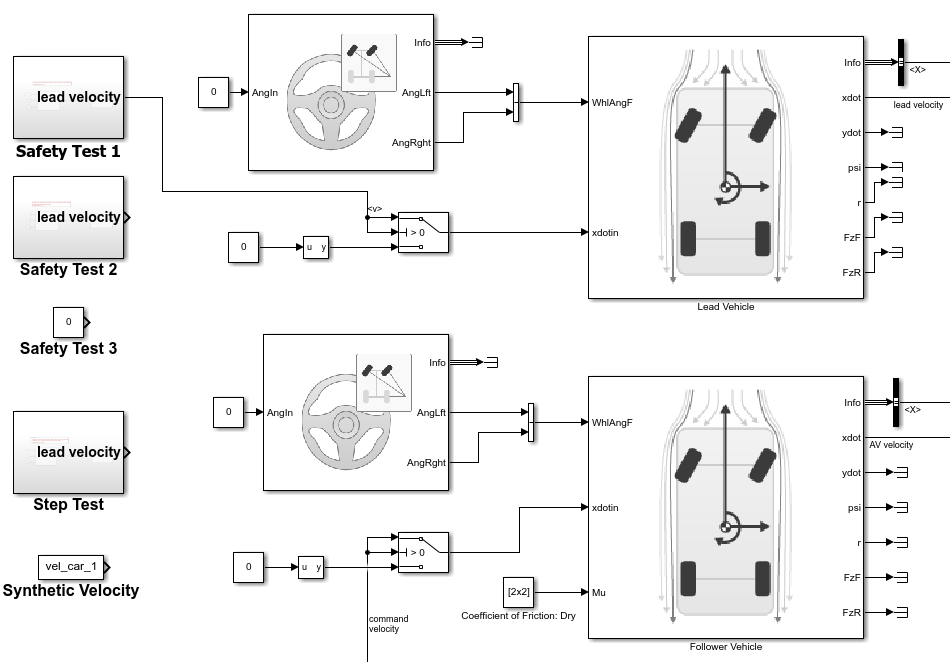 lead velocity
Safety Test 1
lead velocity
Safety Test 2
0
Safety Test 3
lead velocity
Step Test
vel_car_1
Synthetic Velocity
0
AngIn
Info
AngLft
AngRght
<v>
> 0
0
u y
WhlAngF
xdotin
Info
xdot
ydot
psi
r
FzF
FzR
<X>
lead velocity
Lead Vehicle
0
AngIn
Info
AngLft
AngRght
> 0
0
u y
command
velocity
[2x2]
Coefficient of Friction: Dry
WhlAngF
xdotin
Mu
Info
xdot
ydot
psi
r
FzF
FzR
<X>
AV velocity
Follower Vehicle